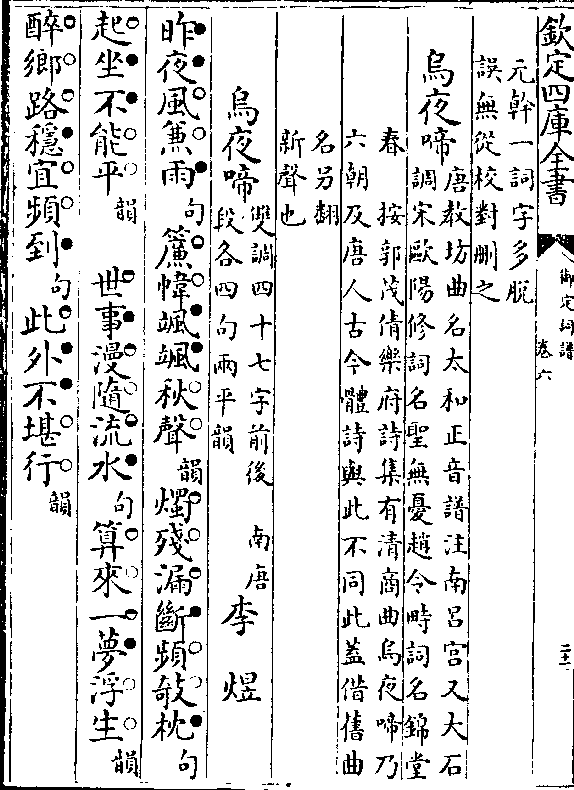 欽定四庫全書
御定詞譜
卷六
二十一
元幹一詞字多脫
誤無從校對刪之
烏夜啼
唐敎坊曲名太和正音譜注南呂宮又大石
調宋歐陽修詞名聖無憂趙令畤詞名錦堂
春 按郭茂倩樂府詩集有清商曲烏夜啼乃
六朝及唐人古今體詩與此不同此蓋借舊曲
名另翻
新聲也
烏夜啼
雙調四十七字前後
段各四句兩平韻
南唐 李煜
昨夜風兼雨句簾幃颯颯秋聲韻燭殘漏斷頻敧枕句
起坐不能平韻 世事漫隨流水句算來一夢浮生韻
醉鄉路穩宜頻到句此外不堪行韻